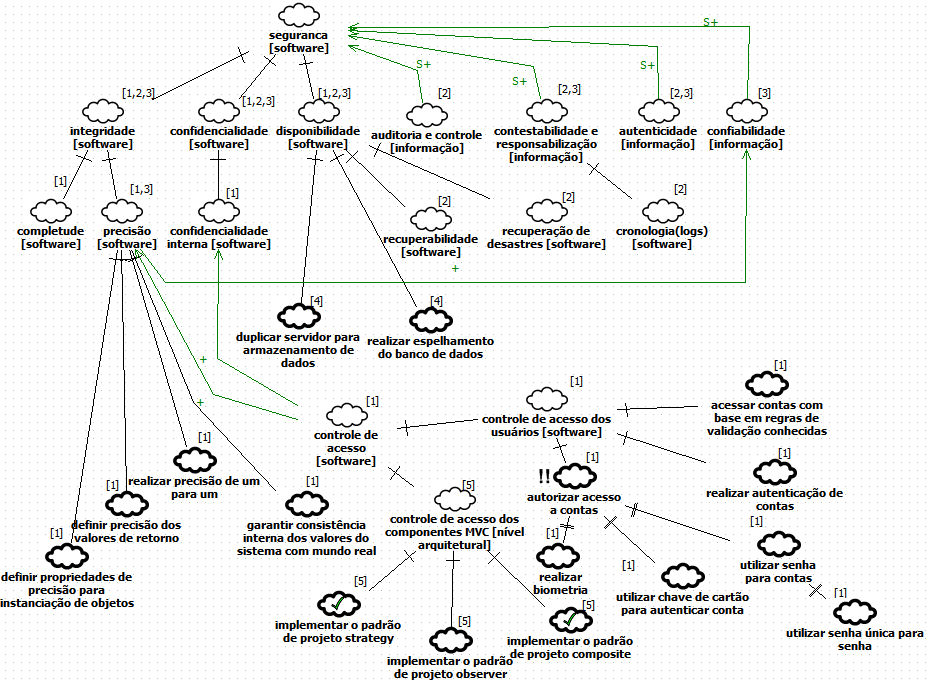 seguranca
[software]
S+
S+
S+
S+
[1,2,3]
integridade
[software]
[1,2,3]
confidencialidade
[software]
[1,2,3]
disponibilidade
[software]
[2]
auditoria e controle
[informação]
[2,3]
contestabilidade e
responsabilização
[informação]
[2,3]
autenticidade
[informação]
[3]
confiabilidade
[informação]
[1]
completude
[software]
[1,3]
precisão
[software]
[1]
confidencialidade
interna [software]
[2]
recuperabilidade
[software]
[2]
recuperação de
desastres [software]
[2]
cronologia(logs)
[software]
+
[4]
duplicar servidor para
armazenamento de
dados
[4]
realizar espelhamento
do banco de dados
+
+
[1]
controle de
acesso
[software]
[1]
controle de acesso dos
usuários [software]
[1]
acessar contas com
base em regras de
validação conhecidas
[1]
realizar precisão de um
para um
[1]
definir precisão dos
valores de retorno
[1]
garantir consistência
interna dos valores do
sistema com mundo real
[1]
definir propriedades de
precisão para
instanciação de objetos
[5]
controle de acesso dos
componentes MVC [nível
arquitetural]
!!
[1]
autorizar acesso
a contas
[1]
realizar autenticação de
contas
[1]
realizar
biometria
[1]
utilizar chave de cartão
para autenticar conta
[1]
utilizar senha
para contas
[1]
utilizar senha única para
senha
[5]
implementar o padrão
de projeto strategy
[5]
implementar o padrão
de projeto observer
[5]
implementar o padrão
de projeto composite